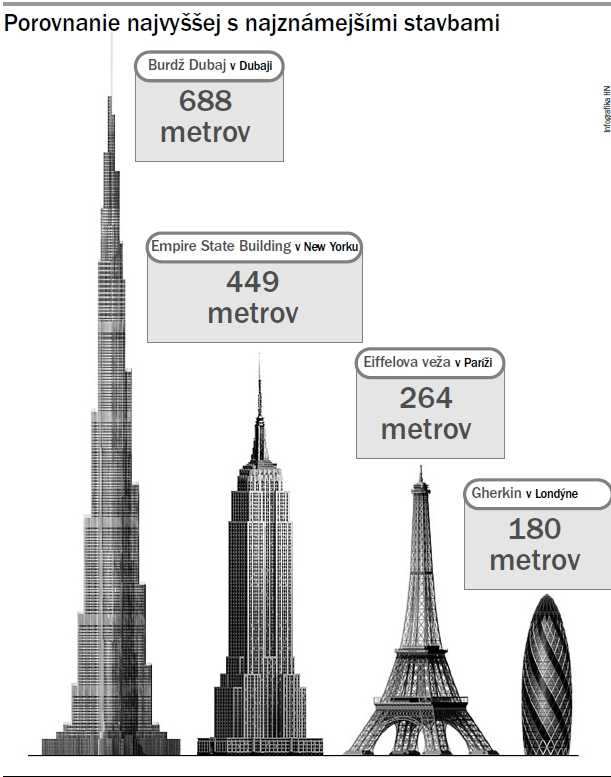 Porovnanie najvyššej s najznámejšími stavbami
Burdž Dubaj v Dubaji
688
metrov
Infografika HN
Empire State Building v New Yorku
449
metrov
Eiffelova veža v Paríži
264
metrov
Gherkin v Londýne
180
metrov